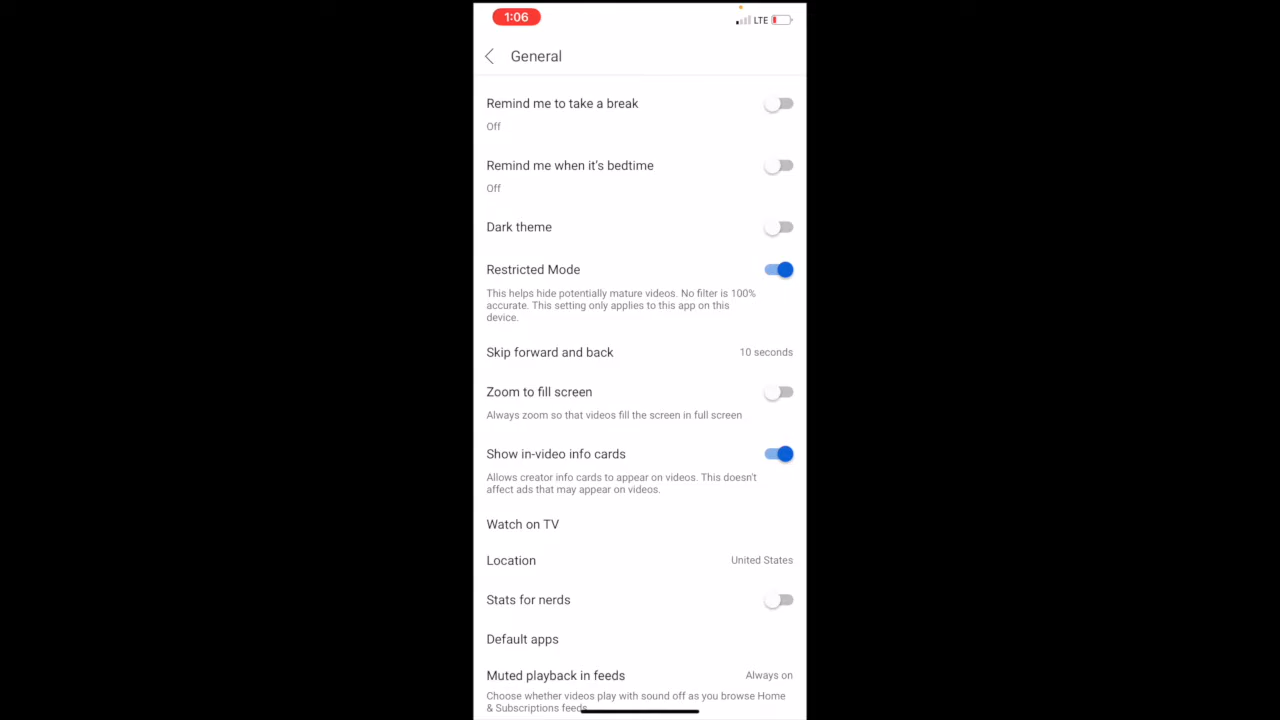 1:06
LTE
General
Remind me to take a break
Off
Remind me when it's bedtime
Off
Dark theme
Restricted Mode
This helps hide potentially mature videos. No filter is 100%
accurate. This setting only applies to this app on this
device.
Skip forward and back 10 seconds
Zoom to fill screen
Always zoom so that videos fill the screen in full screen
Show in-video info cards
Allows creator info cards to appear on videos. This doesn't
affect ads that may appear on videos.
Watch on TV
Location United States
Stats for nerds
Default apps
Muted playback in feeds Always on
Choose whether videos play with sound off as you browse Home
& Subscriptions feeds